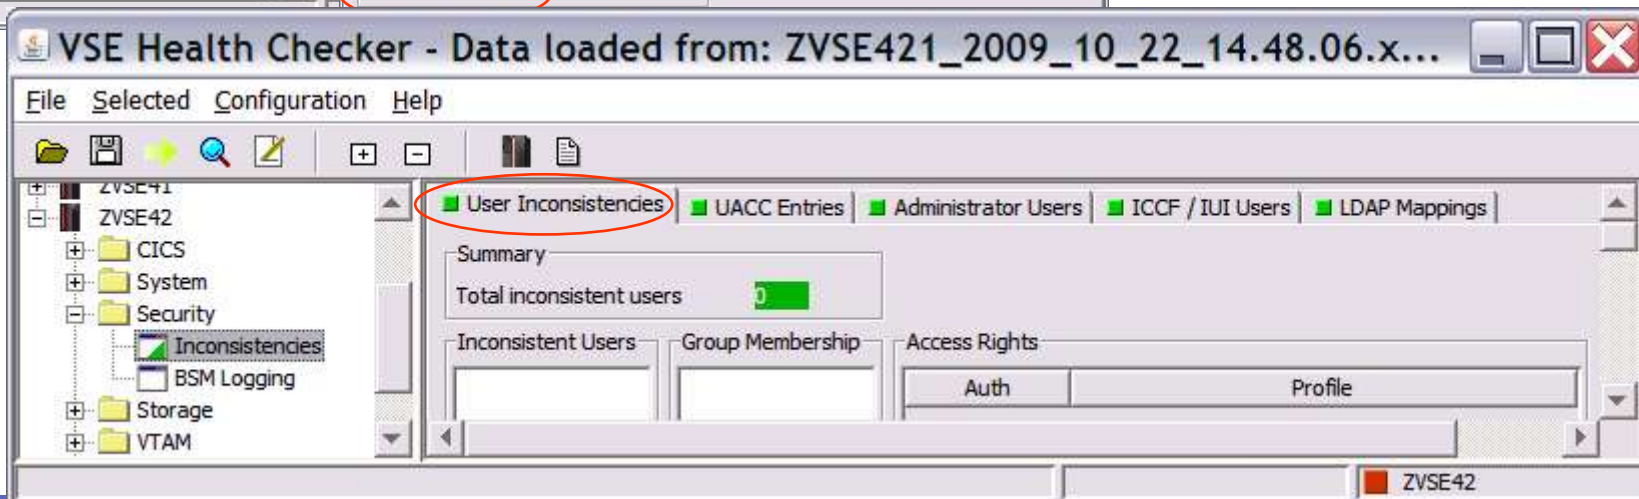 VSE Health Checker - Data loaded from: ZVSE421_2009_10_22_14.48.06.x...
File Selected Configuration Help
ZVSE41
ZVSE42
CICS
System
Security
Inconsistencies
BSM Logging
Storage
VTAM
User Inconsistencies UACC Entries Administrator Users ICCF / IUI Users LDAP Mappings
Summary
Total inconsistent users 0
Inconsistent Users Group Membership Access Rights
Auth Profile
ZVSE42